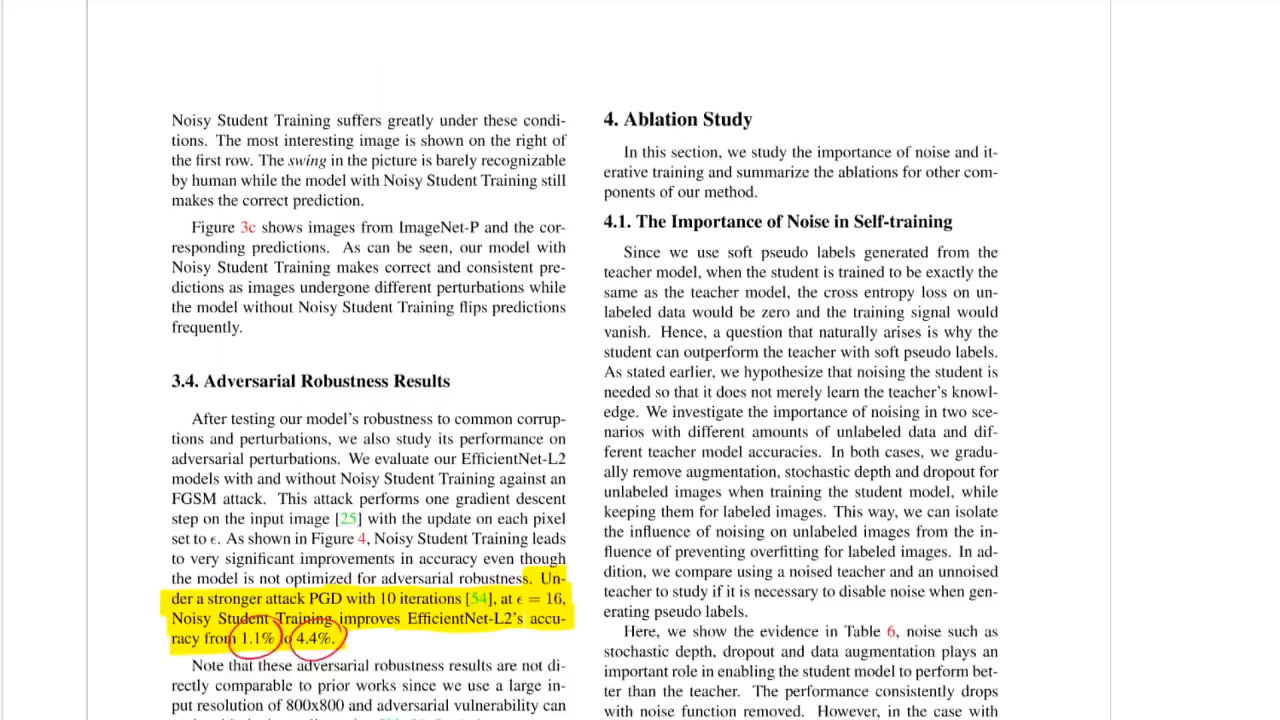 Noisy Student Training suffers greatly under these condi-
tions. The most interesting image is shown on the right of
the first row. The swing in the picture is barely recognizable
by human while the model with Noisy Student Training still
makes the correct prediction.
Figure 3c shows images from ImageNet-P and the cor-
responding predictions. As can be seen, our model with
Noisy Student Training makes correct and consistent pre-
dictions as images undergone different perturbations while
the model without Noisy Student Training flips predictions
frequently.
3.4. Adversarial Robustness Results
After testing our model's robustness to common corrup-
tions and perturbations, we also study its performance on
adversarial perturbations. We evaluate our EfficientNet-L2
models with and without Noisy Student Training against an
FGSM attack. This attack performs one gradient descent
step on the input image [25] with the update on each pixel
set to ϵ. As shown in Figure 4, Noisy Student Training leads
to very significant improvements in accuracy even though
the model is not optimized for adversarial robustness. Un-
der a stronger attack PGD with 10 iterations [54], at ϵ = 16,
Noisy Student Training improves EfficientNet-L2's accu-
racy from 1.1% to 4.4%.
Note that these adversarial robustness results are not di-
rectly comparable to prior works since we use a large in-
put resolution of 800x800 and adversarial vulnerability can
4. Ablation Study
In this section, we study the importance of noise and it-
erative training and summarize the ablations for other com-
ponents of our method.
4.1. The Importance of Noise in Self-training
Since we use soft pseudo labels generated from the
teacher model, when the student is trained to be exactly the
same as the teacher model, the cross entropy loss on un-
labeled data would be zero and the training signal would
vanish. Hence, a question that naturally arises is why the
student can outperform the teacher with soft pseudo labels.
As stated earlier, we hypothesize that noising the student is
needed so that it does not merely learn the teacher's knowl-
edge. We investigate the importance of noising in two sce-
narios with different amounts of unlabeled data and dif-
ferent teacher model accuracies. In both cases, we gradu-
ally remove augmentation, stochastic depth and dropout for
unlabeled images when training the student model, while
keeping them for labeled images. This way, we can isolate
the influence of noising on unlabeled images from the in-
fluence of preventing overfitting for labeled images. In ad-
dition, we compare using a noised teacher and an unnoised
teacher to study if it is necessary to disable noise when gen-
erating pseudo labels.
Here, we show the evidence in Table 6, noise such as
stochastic depth, dropout and data augmentation plays an
important role in enabling the student model to perform bet-
ter than the teacher. The performance consistently drops
with noise function removed. However, in the case with